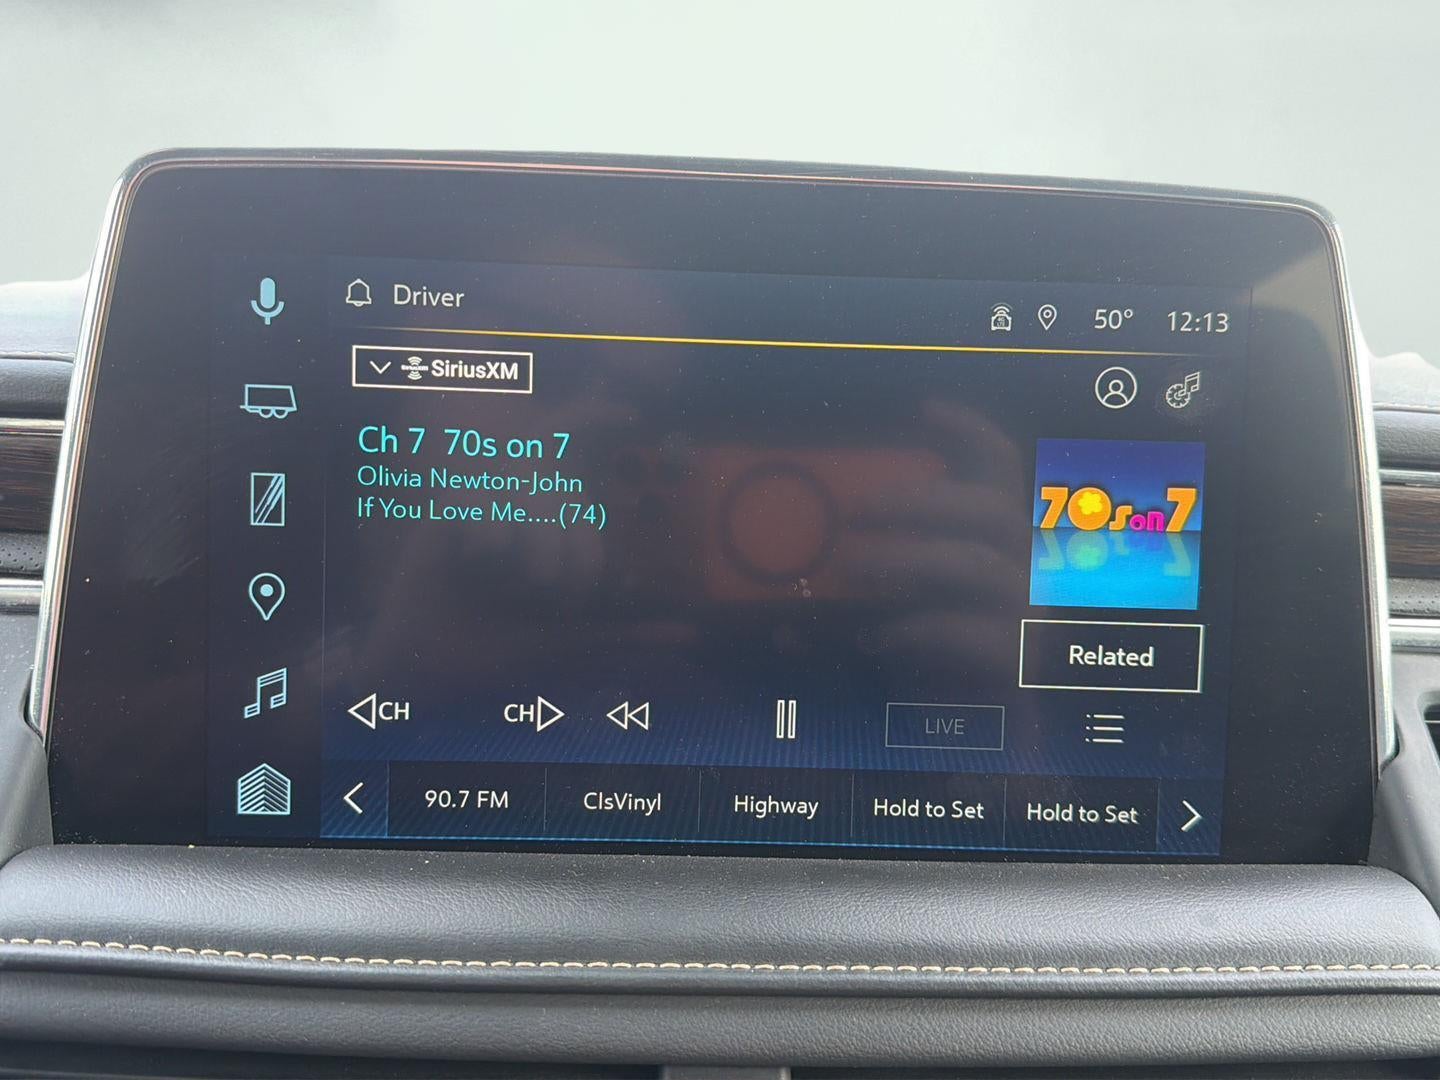 Driver
50° 12:13
SiriusXM
Ch 7 70s on 7
Olivia Newton-John
If You Love Me....(74)
70s on 7
Related
CH CH LIVE
90.7 FM ClsVinyl Highway Hold to Set Hold to Set